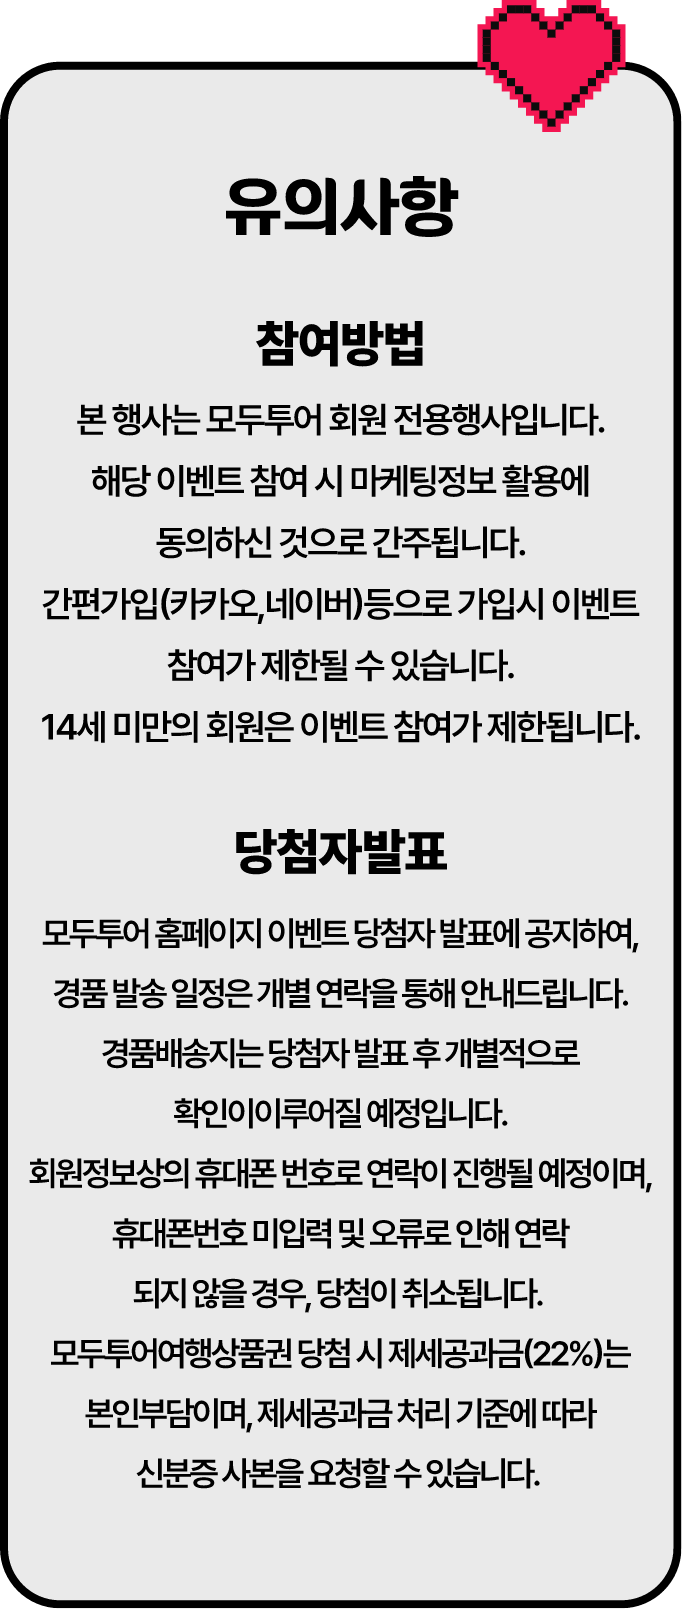 유의사항
참여방법
본 행사는 모두투어 회원 전용행사입니다.
해당 이벤트 참여 시 마케팅정보 활용에
동의하신 것으로 간주됩니다.
간편가입(카카오,네이버)등으로 가입시 이벤트
참여가 제한될 수 있습니다.
14세 미만의 회원은 이벤트 참여가 제한됩니다.
당첨자발표
모두투어 홈페이지 이벤트 당첨자 발표에 공지하여,
경품 발송 일정은 개별 연락을 통해 안내드립니다.
경품배송지는 당첨자 발표 후 개별적으로
확인이이루어질 예정입니다.
회원정보상의 휴대폰 번호로 연락이 진행될 예정이며,
휴대폰번호 미입력 및 오류로 인해 연락
되지 않을 경우, 당첨이 취소됩니다.
모두투어여행상품권 당첨 시 제세공과금(22%)는
본인부담이며, 제세공과금 처리 기준에 따라
신분증 사본을 요청할 수 있습니다.